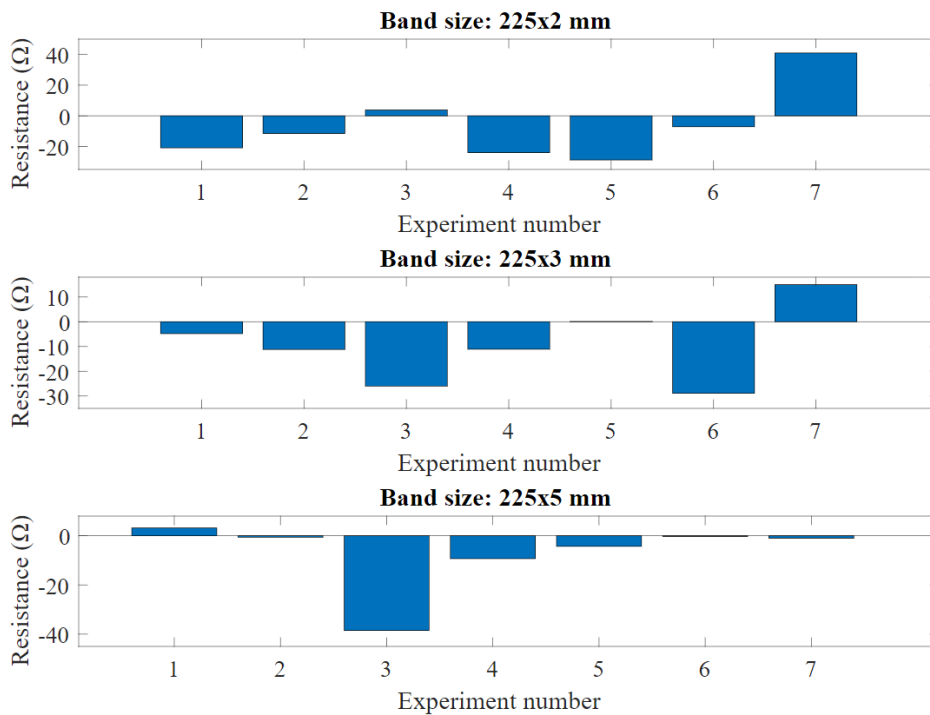 Band size: 225x2 mm
Resistance (Ω)
40
20
0
-20
1 2 3 4 5 6 7
Experiment number
Band size: 225x3 mm
Resistance (Ω)
10
0
-10
-20
-30
1 2 3 4 5 6 7
Experiment number
Band size: 225x5 mm
Resistance (Ω)
0
-20
-40
1 2 3 4 5 6 7
Experiment number